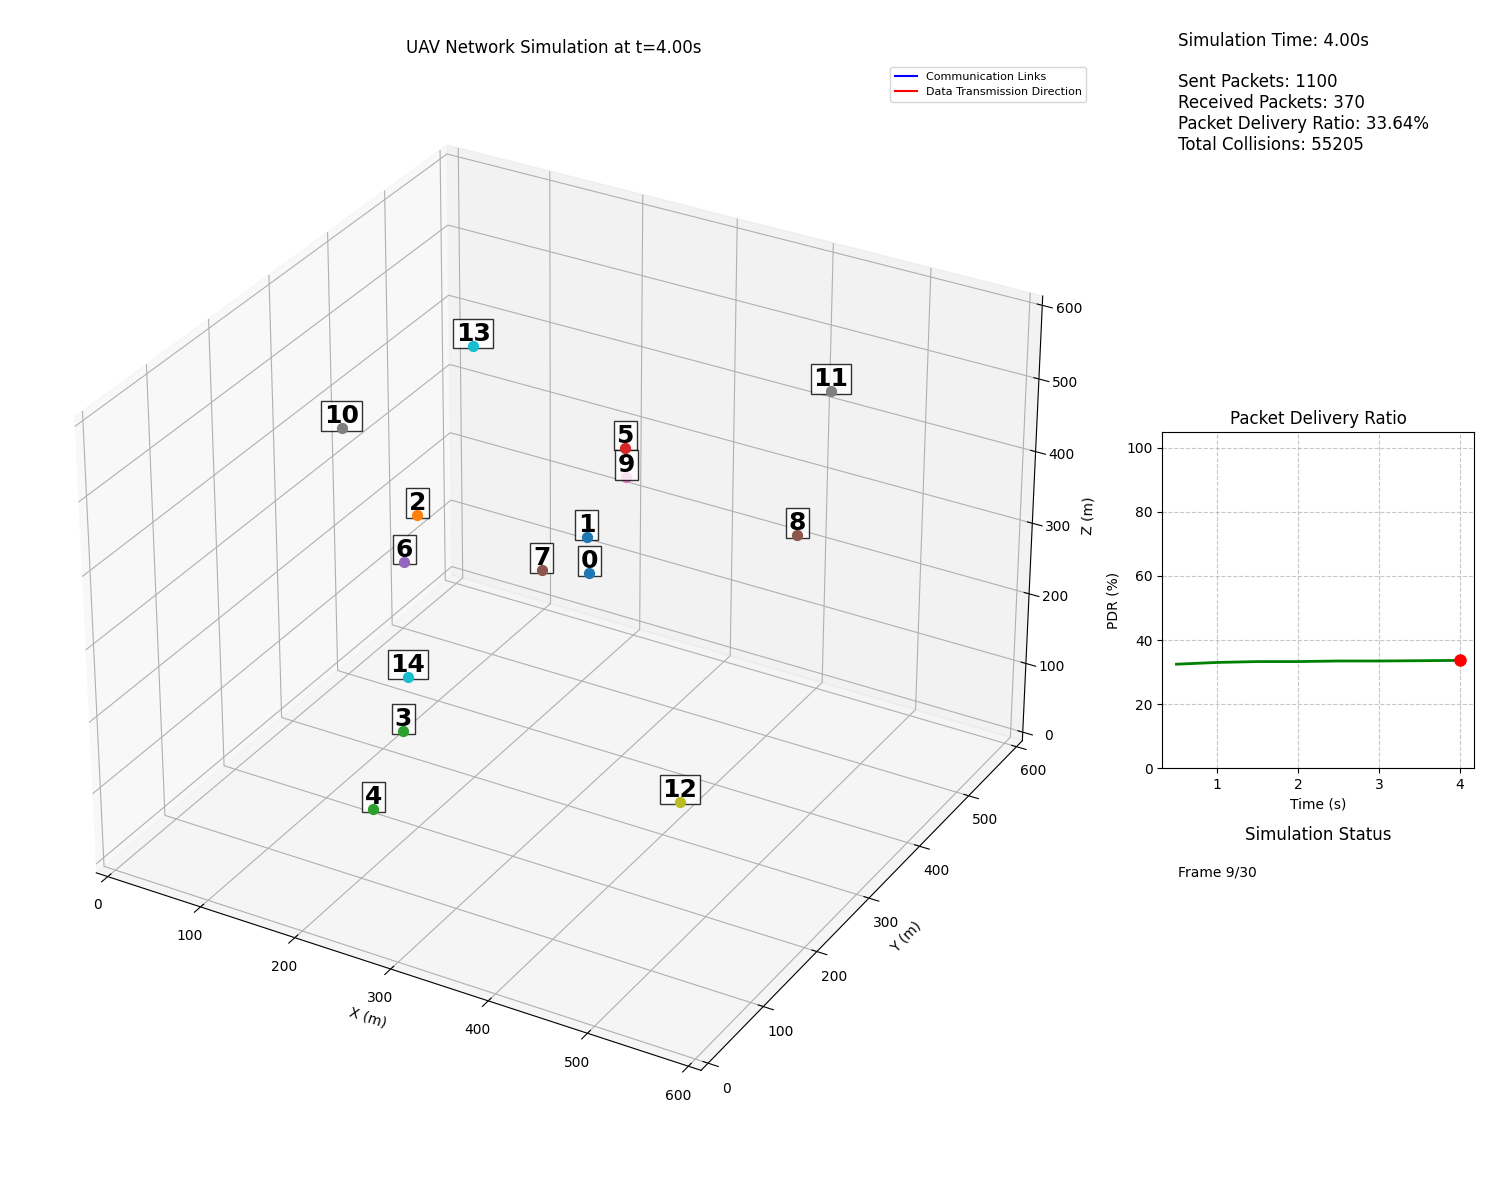 UAV Network Simulation at t=4.00s
Communication Links
Data Transmission Direction
Simulation Time: 4.00s
Sent Packets: 1100
Received Packets: 370
Packet Delivery Ratio: 33.64%
Total Collisions: 55205
13
11
10
5
9
2
1
8
6
7
0
14
3
4
12
600
500
400
300
200
100
0
Z (m)
0
100
200
300
400
500
600
X (m)
0
100
200
300
400
500
600
Y (m)
Packet Delivery Ratio
100
80
60
40
20
0
PDR (%)
1
2
3
4
Time (s)
Simulation Status
Frame 9/30